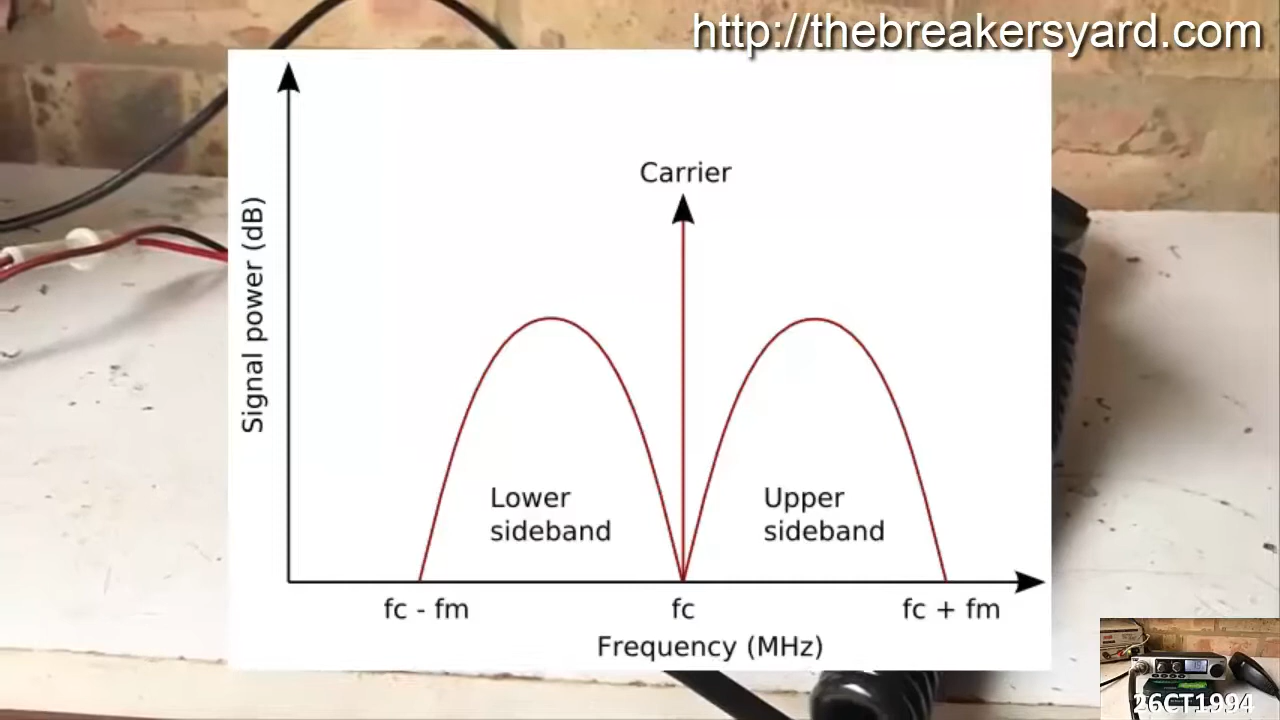 http://thebreakersyard.com
Carrier
Signal power (dB)
Lower
sideband
Upper
sideband
fc - fm
fc
fc + fm
Frequency (MHz)
26CT1994